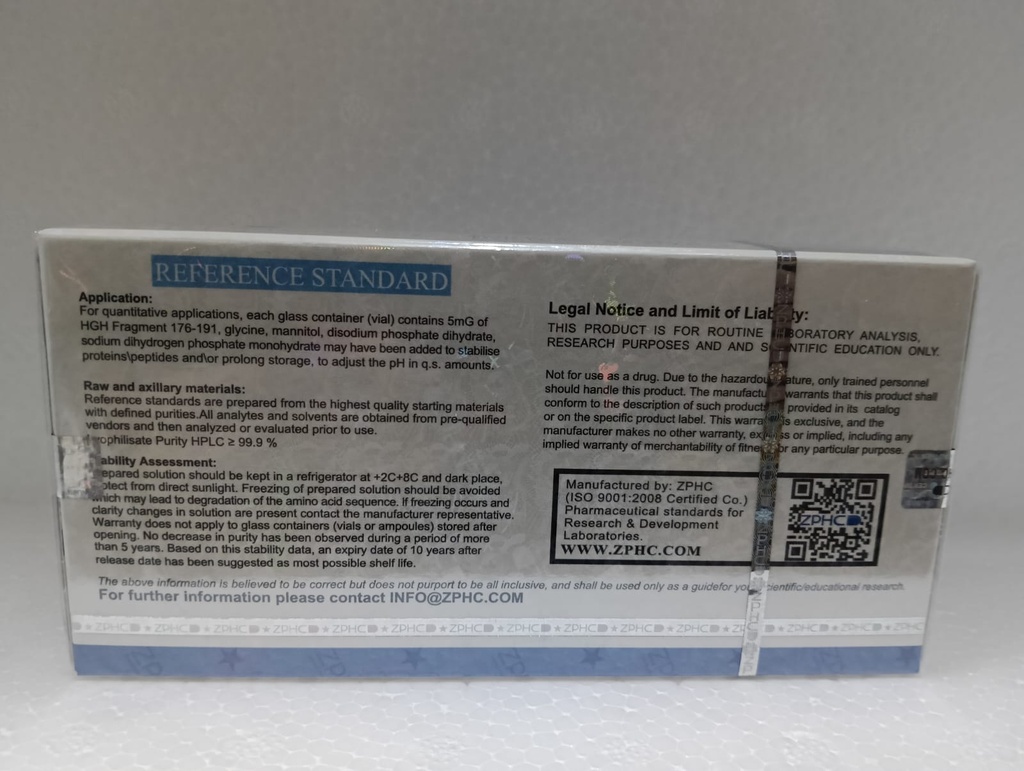 REFERENCE STANDARD
Application:
For quantitative applications, each glass container (vial) contains 5mG of
HGH Fragment 176-191, glycine, mannitol, disodium phosphate dihydrate,
sodium dihydrogen phosphate monohydrate may have been added to stabilise
proteins\peptides and\or prolong storage, to adjust the pH in q.s. amounts.
Raw and axillary materials:
Reference standards are prepared from the highest quality starting materials
with defined purities.All analytes and solvents are obtained from pre-qualified
vendors and then analyzed or evaluated prior to use.
Purity HPLC ≥ 99.9 %
Assessment:
solution should be kept in a refrigerator at +2C+8C and dark place,
from direct sunlight. Freezing of prepared solution should be avoided
which may lead to degradation of the amino acid sequence. If freezing occurs and
clarity changes in solution are present contact the manufacturer representative.
Warranty does not apply to glass containers (vials or ampoules) stored after
opening. No decrease in purity has been observed during a period of more
than 5 years. Based on this stability data, an expiry date of 10 years after
release date has been suggested as most possible shelf life.
Legal Notice and Limit of
THIS PRODUCT IS FOR ROUTINE ANALYSIS,
RESEARCH PURPOSES AND AND EDUCATION ONLY.
Not for use as a drug. Due to the hazardou only trained personnel
should handle this product. The warrants that this product shall
conform to the description of such products provided in its catalog
or on the specific product label. This is exclusive, and the
manufacturer makes no other warranty, or implied, including any
implied warranty of merchantability of or any particular purpose.
Manufactured by: ZPHC
(ISO 9001:2008 Certified Co.)
Pharmaceutical standards for
Research & Development
Laboratories.
WWW.ZPHC.COM
ZPHC
The above information is believed to be correct but does not purport to be all inclusive, and shall be used only as a guidefor scientific/educational research.
For further information please contact INFO@ZPHC.COM
ZPHC ★ ZPHC ★ ZPHC ★ ZPHC ★ ZPHC ★ ZPHC ★ ZPHC ★ ZPHC ★ ZPHC